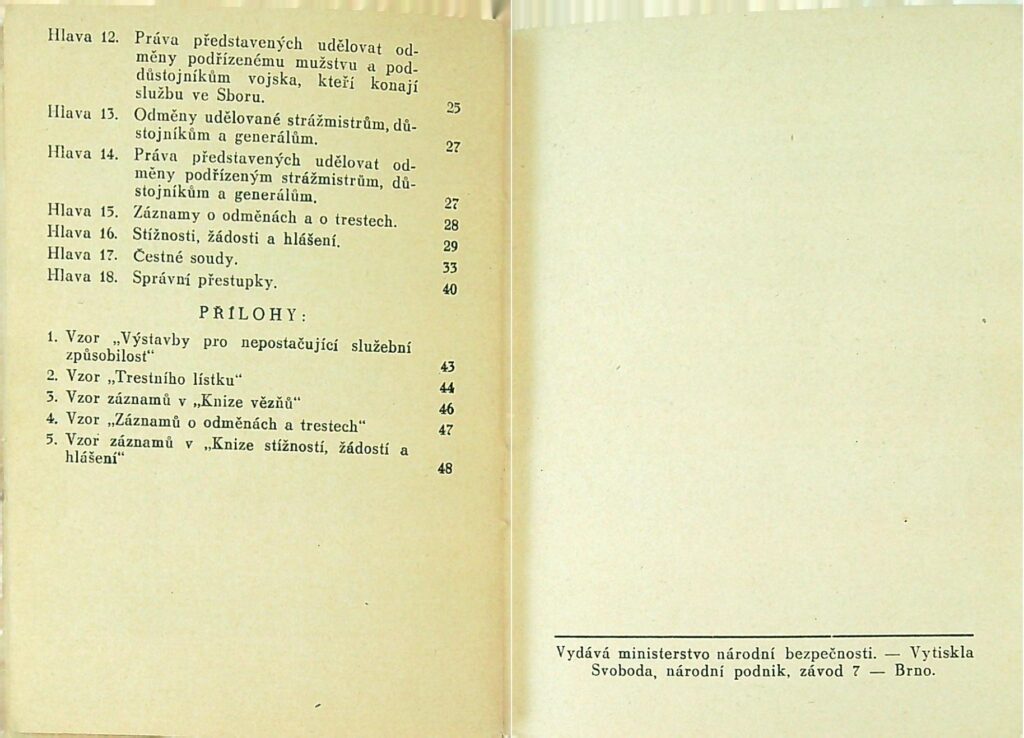 Hlava 12. Práva představených udělovat od-
měny podřízenému mužstvu a pod-
důstojníkům vojska, kteří konají
službu ve Sboru. 25
Hlava 13. Odměny udělované strážmistrům, dů-
stojníkům a generálům. 27
Hlava 14. Práva představených udělovat od-
měny podřízeným strážmistrům, dů-
stojníkům a generálům. 27
Hlava 15. Záznamy o odměnách a o trestech. 28
Hlava 16. Stížnosti, žádosti a hlášení. 29
Hlava 17. Čestné soudy. 33
Hlava 18. Správní přestupky. 40
PŘÍLOHY:
1. Vzor „Výstavby pro nepostačující služební
způsobilost“ 43
2. Vzor „Trestního lístku“ 44
3. Vzor záznamů v „Knize vězňů“ 46
4. Vzor „Záznamů o odměnách a trestech“ 47
5. Vzor záznamů v „Knize stížností, žádostí a
hlášení“ 48
Vydává ministerstvo národní bezpečnosti. — Vytiskla
Svoboda, národní podnik, závod 7 — Brno.